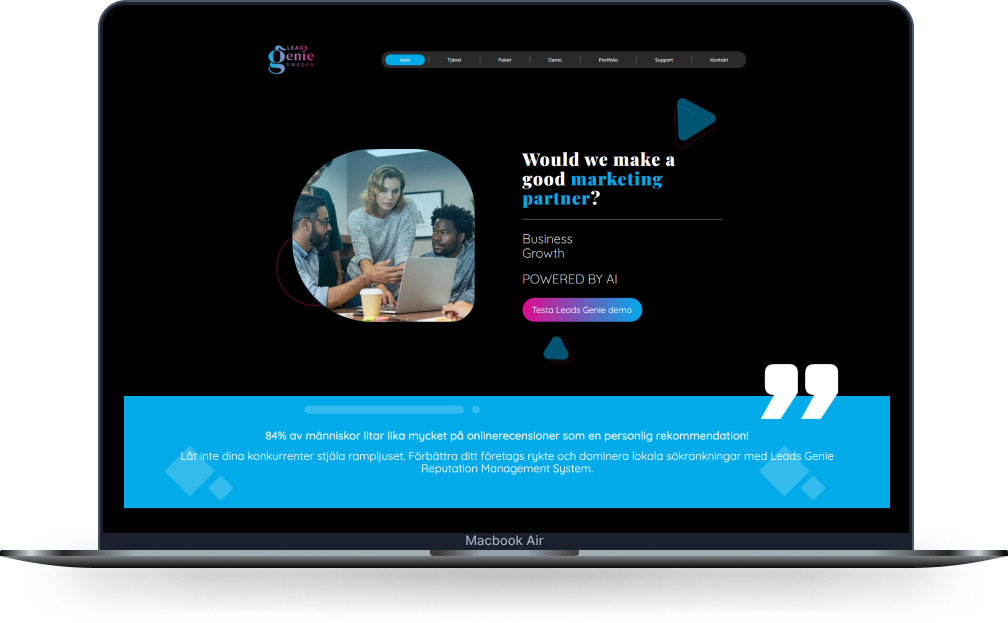 LEADS
genie
SWEDEN
Hem
Tjänst
Paket
Demo
Portfolio
Support
Kontakt
Would we make a
good marketing
partner?
Business
Growth
POWERED BY AI
Testa Leads Genie demo
84% av människor litar lika mycket på onlinerecensioner som en personlig rekommendation!
Låt inte dina konkurrenter stjäla rampljuset. Förbättra ditt företags rykte och dominera lokala sökrankningar med Leads Genie
Reputation Management System.
Macbook Air